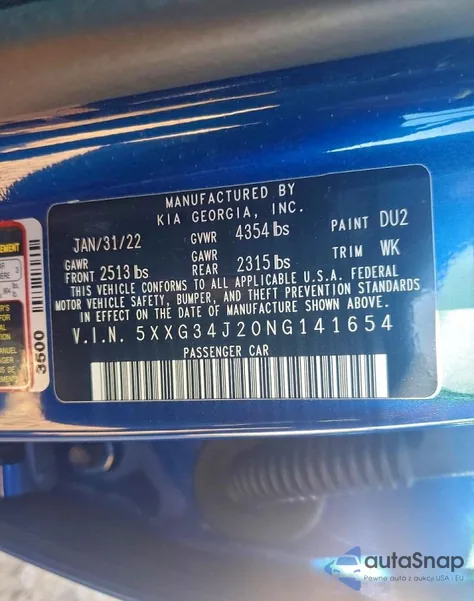 MANUFACTURED BY
KIA GEORGIA, INC.
JAN/31/22 GVWR 4354 lbs PAINT DU2
GAWR FRONT 2513 lbs GAWR REAR 2315 lbs TRIM WK
THIS VEHICLE CONFORMS TO ALL APPLICABLE U.S.A. FEDERAL
MOTOR VEHICLE SAFETY, BUMPER, AND THEFT PREVENTION STANDARDS
IN EFFECT ON THE DATE OF MANUFACTURE SHOWN ABOVE.
V.I.N. 5XXG34J20NG141654
PASSENGER CAR
3500
MANUEL
autaSnap
Pewne auta z aukcji USA i EU